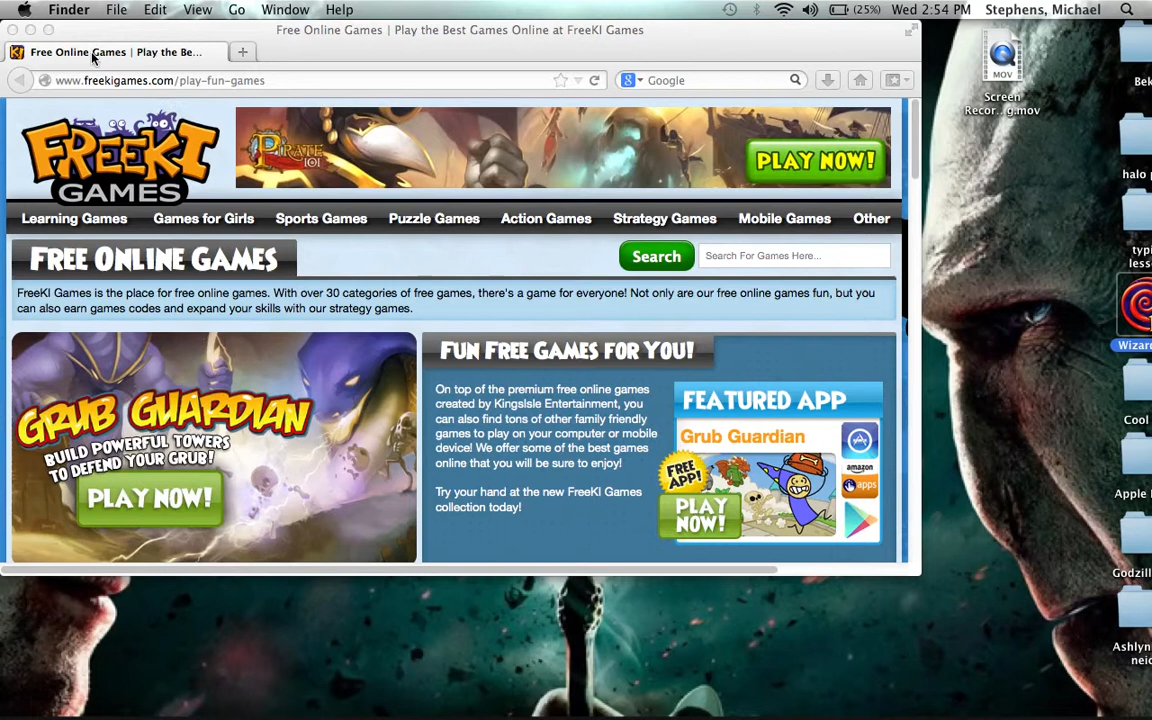 Finder File Edit View Go Window Help (25%) Wed 2:54 PM Stephens, Michael
Free Online Games | Play the Best Games Online at FreeKI Games
Free Online Games | Play the Be...
www.freekigames.com/play-fun-games
Google
FREEKI
GAMES
PIRATE
101
PLAY NOW!
Learning Games Games for Girls Sports Games Puzzle Games Action Games Strategy Games Mobile Games Other
FREE ONLINE GAMES
Search
Search For Games Here...
FreeKI Games is the place for free online games. With over 30 categories of free games, there's a game for everyone! Not only are our free online games fun, but you
can also earn games codes and expand your skills with our strategy games.
GRUB GUARDIAN
BUILD POWERFUL TOWERS
TO DEFEND YOUR GRUB!
PLAY NOW!
FUN FREE GAMES FOR YOU!
On top of the premium free online games
created by KingsIsle Entertainment, you
can also find tons of other family friendly
games to play on your computer or mobile
device! We offer some of the best games
online that you will be sure to enjoy!
Try your hand at the new FreeKI Games
collection today!
FEATURED APP
Grub Guardian
FREE
APP!
PLAY
NOW!
amazon
apps
Screen
Recor...g.mov
MOV
Bek
halo p
typi
less
Wizar
Cool
Apple
Godzil
Ashlyn
neic